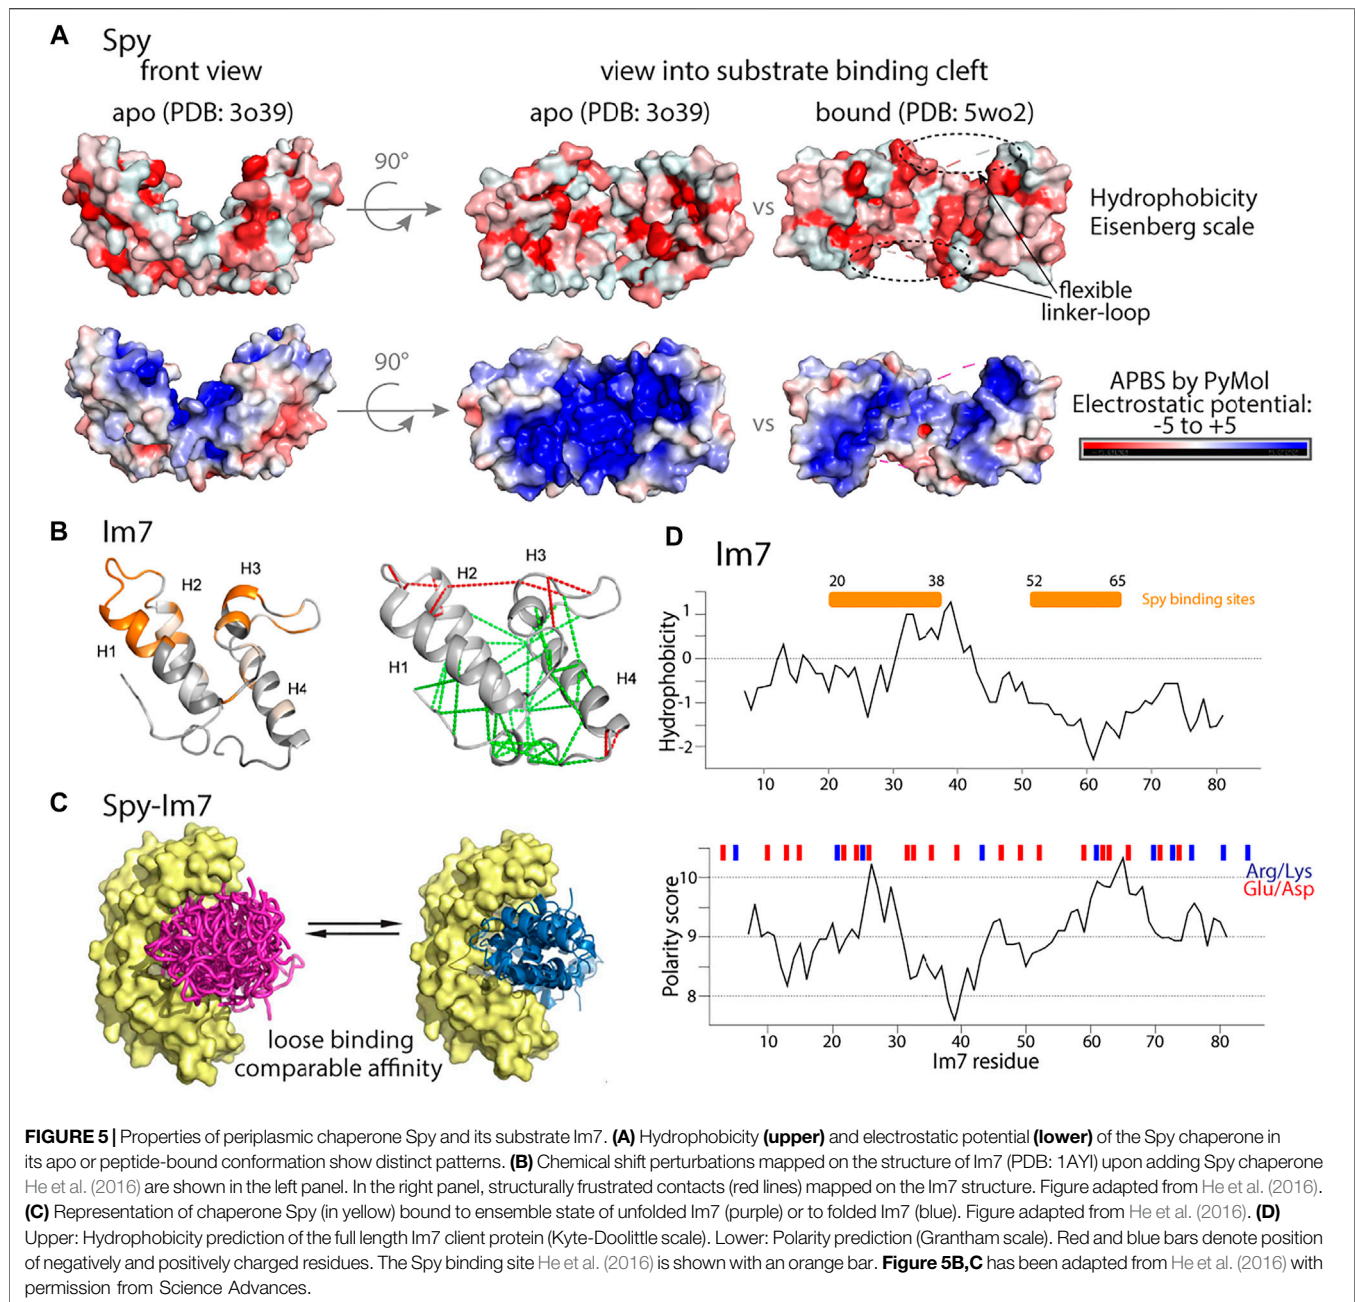 A Spy
front view
view into substrate binding cleft
apo (PDB: 3o39)
apo (PDB: 3o39)
bound (PDB: 5wo2)
90°
vs
Hydrophobicity
Eisenberg scale
flexible
linker-loop
90°
vs
APBS by PyMol
Electrostatic potential:
-5 to +5
B Im7
H1
H2
H3
H4
H1
H2
H3
H4
C Spy-Im7
loose binding
comparable affinity
D Im7
20 38 52 65
Spy binding sites
Hydrophobicity
1
0
-1
-2
10 20 30 40 50 60 70 80
Arg/Lys
Glu/Asp
Polarity score
10
9
8
10 20 30 40 50 60 70 80
Im7 residue
FIGURE 5 | Properties of periplasmic chaperone Spy and its substrate Im7. (A) Hydrophobicity (upper) and electrostatic potential (lower) of the Spy chaperone in
its apo or peptide-bound conformation show distinct patterns. (B) Chemical shift perturbations mapped on the structure of Im7 (PDB: 1AYI) upon adding Spy chaperone
He et al. (2016) are shown in the left panel. In the right panel, structurally frustrated contacts (red lines) mapped on the Im7 structure. Figure adapted from He et al. (2016).
(C) Representation of chaperone Spy (in yellow) bound to ensemble state of unfolded Im7 (purple) or to folded Im7 (blue). Figure adapted from He et al. (2016). (D)
Upper: Hydrophobicity prediction of the full length Im7 client protein (Kyte-Doolittle scale). Lower: Polarity prediction (Grantham scale). Red and blue bars denote position
of negatively and positively charged residues. The Spy binding site He et al. (2016) is shown with an orange bar. Figure 5B,C has been adapted from He et al. (2016) with
permission from Science Advances.